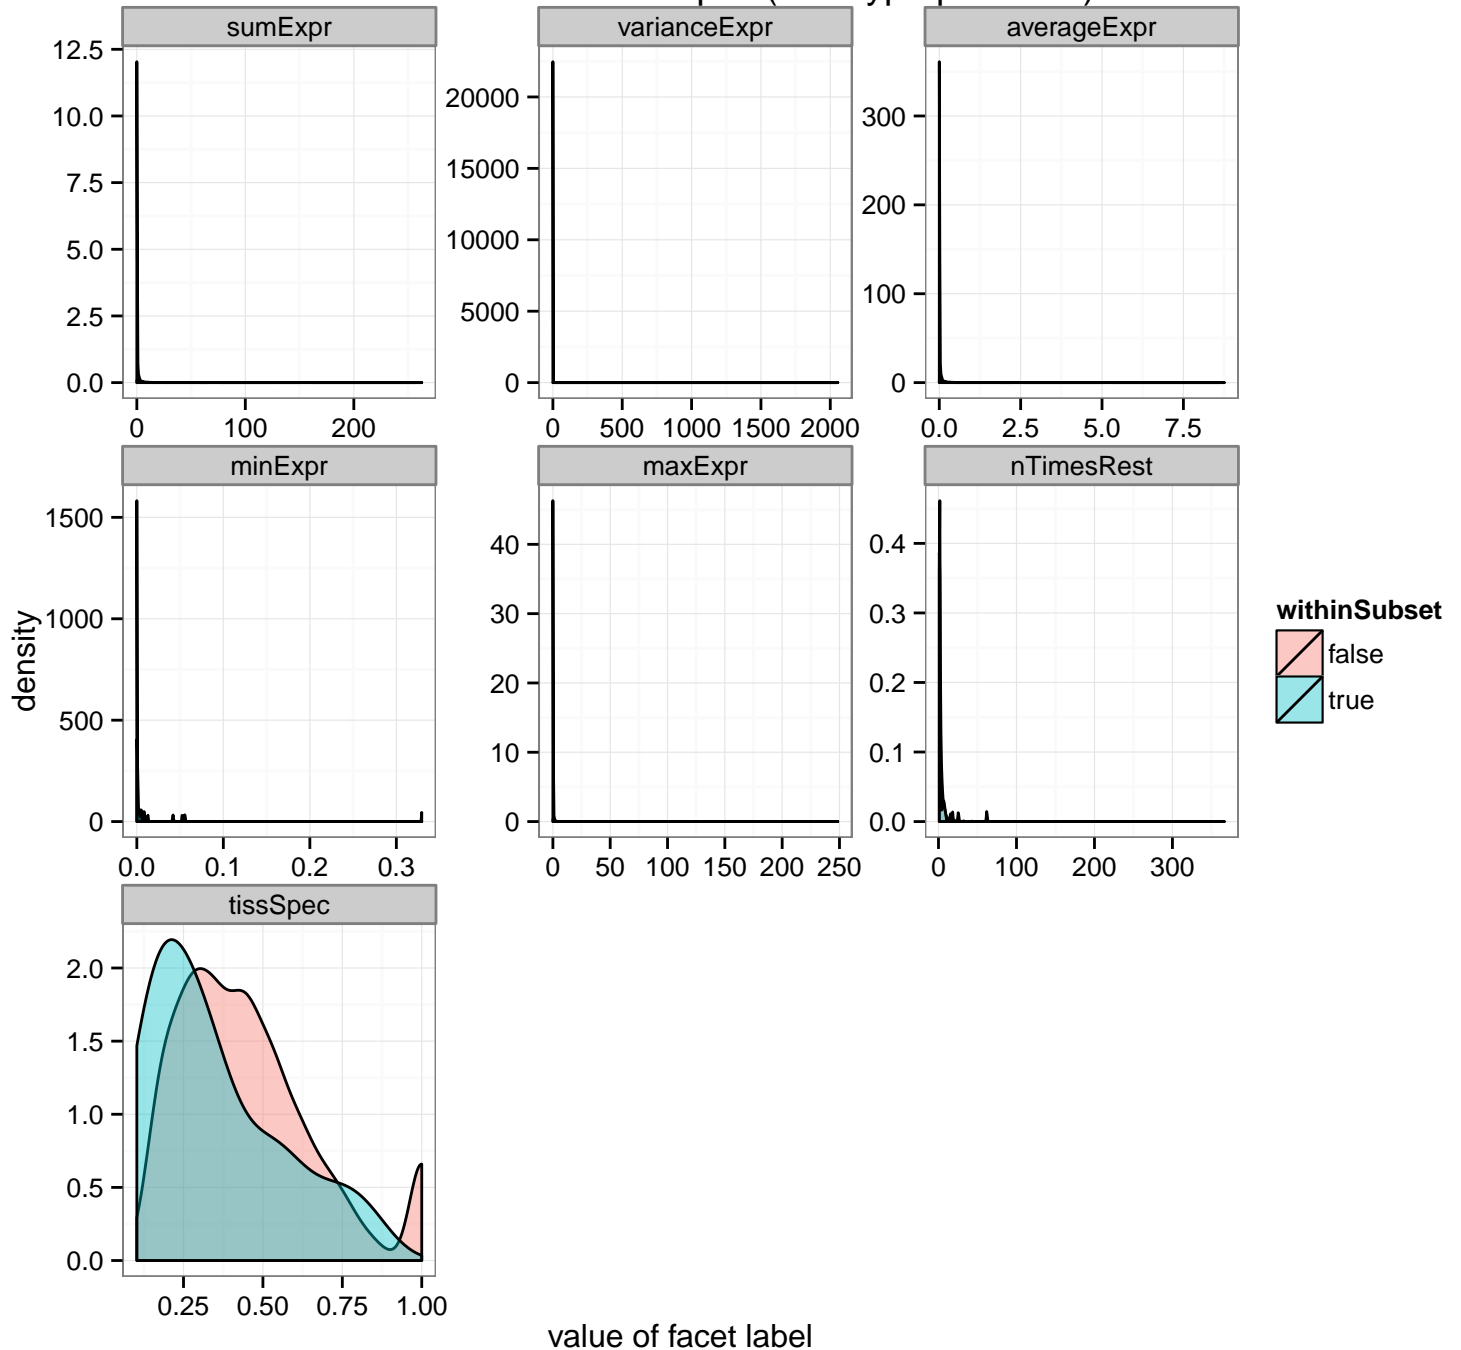 sumExpr varianceExpr averageExpr
12.5
10.0
7.5
5.0
2.5
0.0
0 100 200
20000
15000
10000
5000
0
0 500 1000 1500 2000
300
200
100
0
0.0 2.5 5.0 7.5
minExpr maxExpr nTimesRest
1500
1000
500
0
0.0 0.1 0.2 0.3
40
30
20
10
0
0 50 100 150 200 250
0.4
0.3
0.2
0.1
0.0
0 100 200 300
tissSpec
2.0
1.5
1.0
0.5
0.0
0.25 0.50 0.75 1.00
density
value of facet label
withinSubset
false
true